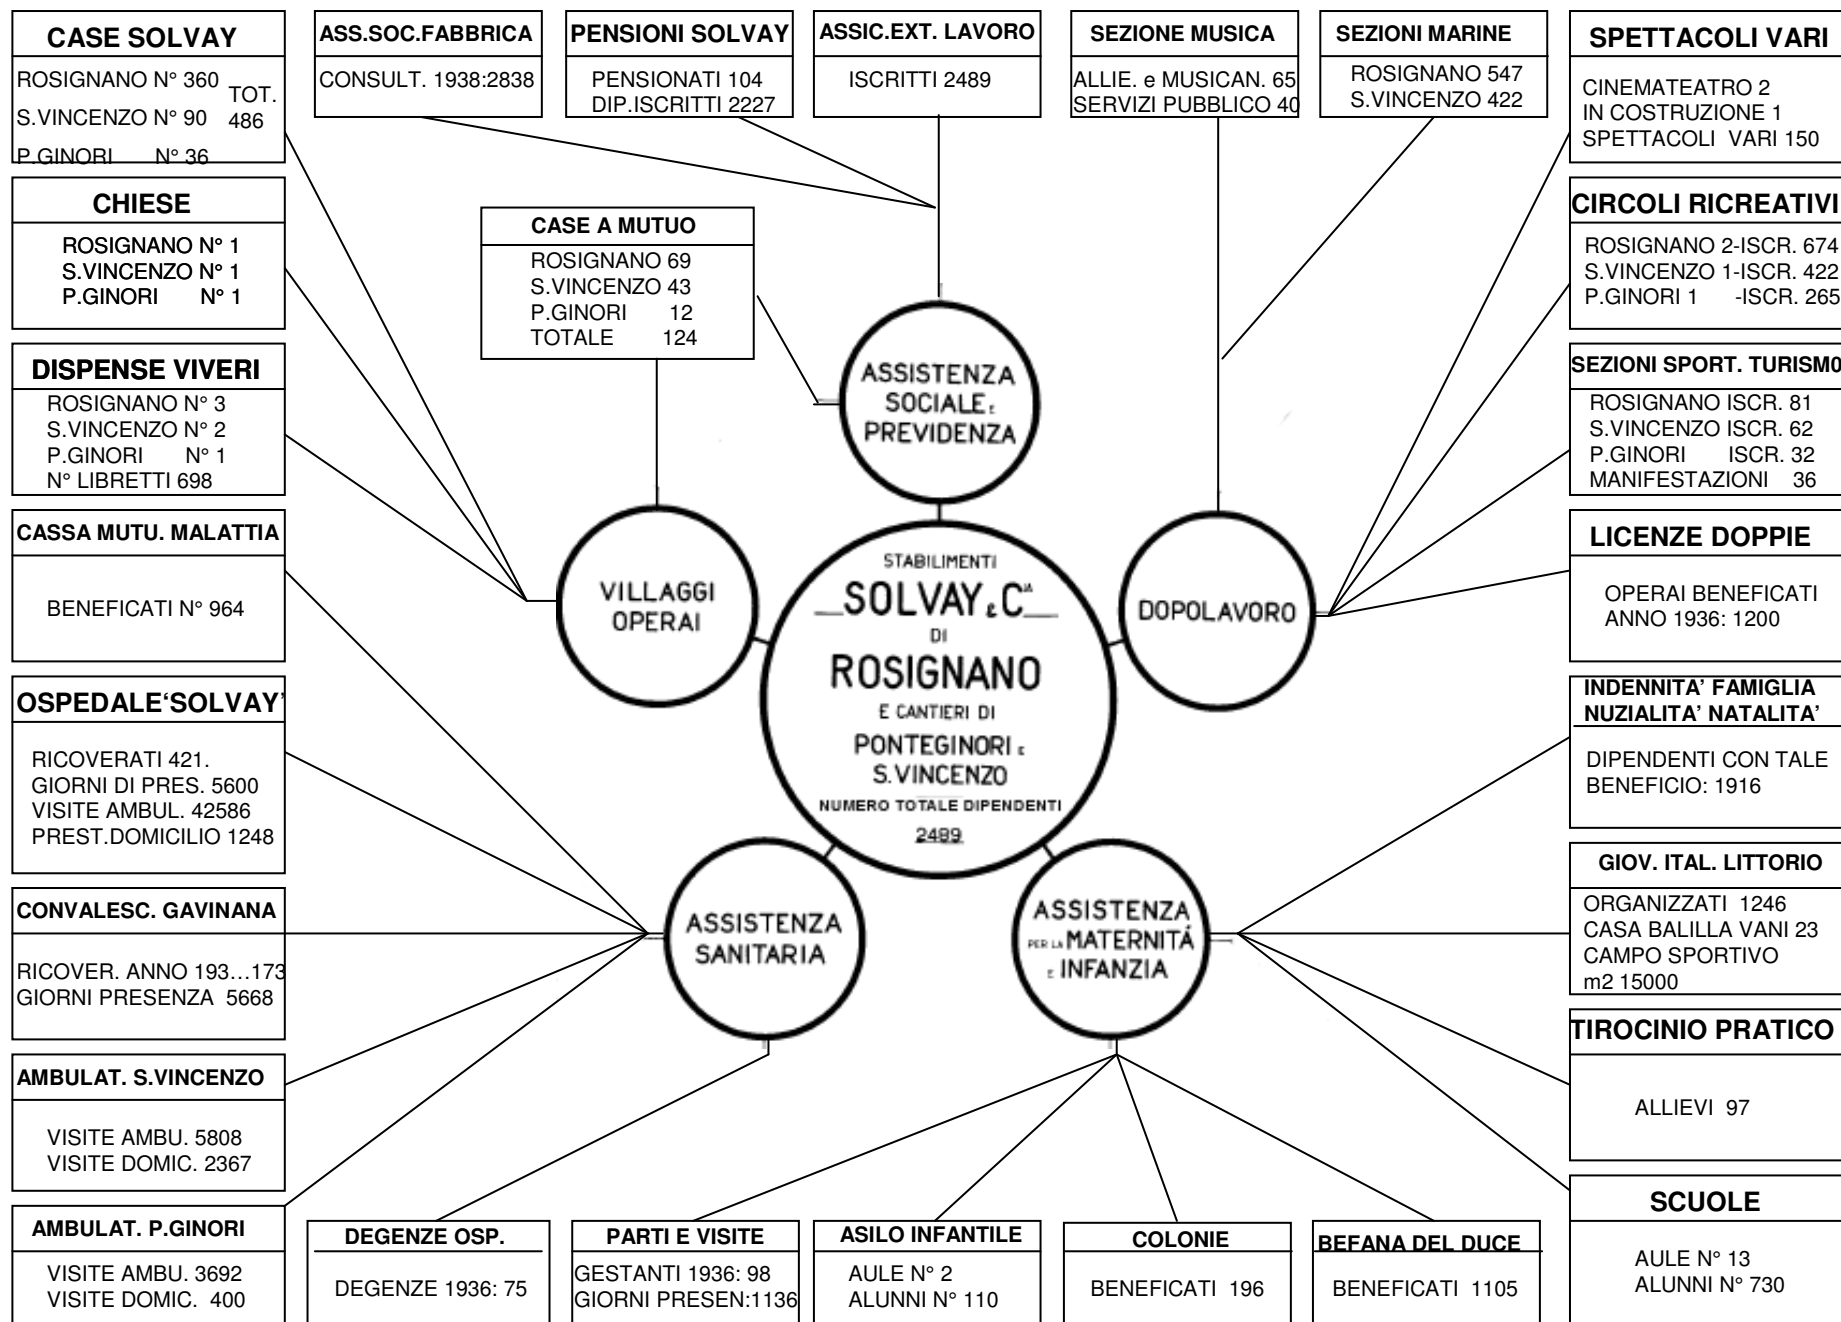 CASE SOLVAY
ROSIGNANO N° 360
TOT.
S.VINCENZO N° 90
486
P.GINORI N° 36
ASS.SOC.FABBRICA
CONSULT. 1938:2838
PENSIONI SOLVAY
PENSIONATI 104
DIP.ISCRITTI 2227
ASSIC.EXT. LAVORO
ISCRITTI 2489
SEZIONE MUSICA
ALLIE. e MUSICAN. 65
SERVIZI PUBBLICO 40
SEZIONI MARINE
ROSIGNANO 547
S.VINCENZO 422
SPETTACOLI VARI
CINEMATEATRO 2
IN COSTRUZIONE 1
SPETTACOLI VARI 150
CHIESE
ROSIGNANO N° 1
S.VINCENZO N° 1
P.GINORI N° 1
CASE A MUTUO
ROSIGNANO 69
S.VINCENZO 43
P.GINORI 12
TOTALE 124
CIRCOLI RICREATIVI
ROSIGNANO 2-ISCR. 674
S.VINCENZO 1-ISCR. 422
P.GINORI 1 -ISCR. 265
DISPENSE VIVERI
ROSIGNANO N° 3
S.VINCENZO N° 2
P.GINORI N° 1
N° LIBRETTI 698
ASSISTENZA
SOCIALE E
PREVIDENZA
SEZIONI SPORT. TURISM0
ROSIGNANO ISCR. 81
S.VINCENZO ISCR. 62
P.GINORI ISCR. 32
MANIFESTAZIONI 36
CASSA MUTU. MALATTIA
BENEFICATI N° 964
VILLAGGI
OPERAI
STABILIMENTI
SOLVAY & C.IA
DI
ROSIGNANO
E CANTIERI DI
PONTEGINORI E
S.VINCENZO
NUMERO TOTALE DIPENDENTI
2489
DOPOLAVORO
LICENZE DOPPIE
OPERAI BENEFICATI
ANNO 1936: 1200
OSPEDALE‘SOLVAY’
RICOVERATI 421.
GIORNI DI PRES. 5600
VISITE AMBUL. 42586
PREST.DOMICILIO 1248
INDENNITA’ FAMIGLIA
NUZIALITA’ NATALITA’
DIPENDENTI CON TALE
BENEFICIO: 1916
CONVALESC. GAVINANA
RICOVER. ANNO 193…173
GIORNI PRESENZA 5668
ASSISTENZA
SANITARIA
ASSISTENZA
PER LA MATERNITÁ
E INFANZIA
GIOV. ITAL. LITTORIO
ORGANIZZATI 1246
CASA BALILLA VANI 23
CAMPO SPORTIVO
m2 15000
AMBULAT. S.VINCENZO
VISITE AMBU. 5808
VISITE DOMIC. 2367
TIROCINIO PRATICO
ALLIEVI 97
AMBULAT. P.GINORI
VISITE AMBU. 3692
VISITE DOMIC. 400
DEGENZE OSP.
DEGENZE 1936: 75
PARTI E VISITE
GESTANTI 1936: 98
GIORNI PRESEN:1136
ASILO INFANTILE
AULE N° 2
ALUNNI N° 110
COLONIE
BENEFICATI 196
BEFANA DEL DUCE
BENEFICATI 1105
SCUOLE
AULE N° 13
ALUNNI N° 730